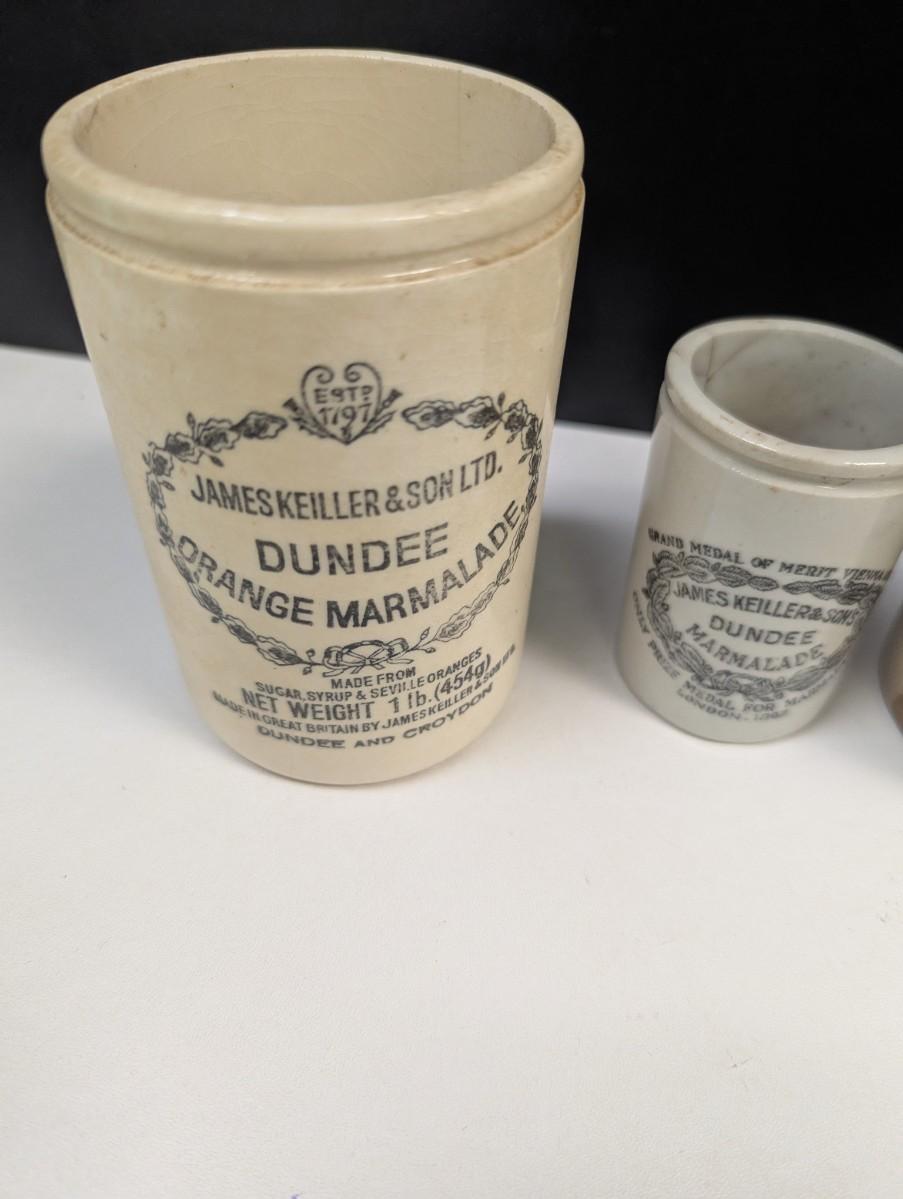 ESTD
1797
JAMES KEILLER & SON LTD.
DUNDEE
ORANGE MARMALADE.
MADE FROM
SUGAR, SYRUP & SEVILLE ORANGES
NET WEIGHT 1 lb. (454g)
MADE IN GREAT BRITAIN BY JAMES KEILLER & SON LTD.
DUNDEE AND CROYDON
GRAND MEDAL OF MERIT VIENNA
JAMES KEILLER & SON'S
DUNDEE
MARMALADE
ONLY PRIZE MEDAL FOR
LONDON.